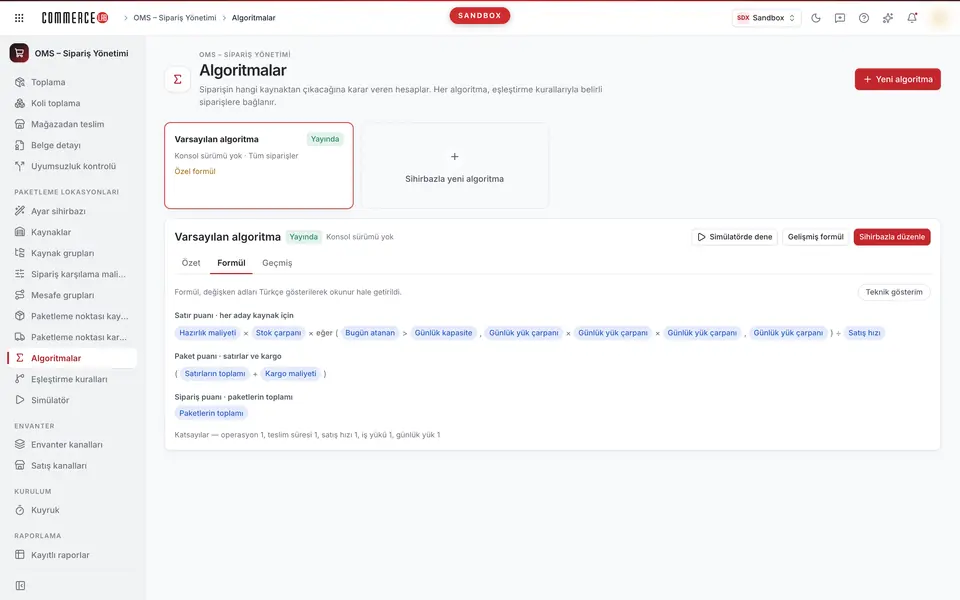 COMMERCE LAB
OMS – Sipariş Yönetimi
Algoritmalar
SANDBOX
SDX Sandbox
OMS – Sipariş Yönetimi
Toplama
Koli toplama
Mağazadan teslim
Belge detayı
Uyumsuzluk kontrolü
PAKETLEME LOKASYONLARI
Ayar sihirbazı
Kaynaklar
Kaynak grupları
Sipariş karşılama mali...
Mesafe grupları
Paketleme noktası kay...
Paketleme noktası kar...
Algoritmalar
Eşleştirme kuralları
Simülatör
ENVANTER
Envanter kanalları
Satış kanalları
KURULUM
Kuyruk
RAPORLAMA
Kayıtlı raporlar
OMS – SİPARİŞ YÖNETİMİ
Σ Algoritmalar
Siparişin hangi kaynaktan çıkacağına karar veren hesaplar. Her algoritma, eşleştirme kurallarıyla belirli
siparişlere bağlanır.
+ Yeni algoritma
Varsayılan algoritma Yayında
Konsol sürümü yok · Tüm siparişler
Özel formül
+
Sihirbazla yeni algoritma
Varsayılan algoritma Yayında Konsol sürümü yok
Simülatörde dene Gelişmiş formül Sihirbazla düzenle
Özet Formül Geçmiş
Formül, değişken adları Türkçe gösterilerek okunur hale getirildi.
Teknik gösterim
Satır puanı · her aday kaynak için
Hazırlık maliyeti × Stok çarpanı × eğer ( Bugün atanan > Günlük kapasite , Günlük yük çarpanı × Günlük yük çarpanı × Günlük yük çarpanı , Günlük yük çarpanı ) ÷ Satış hızı
Paket puanı · satırlar ve kargo
( Satırların toplamı + Kargo maliyeti )
Sipariş puanı · paketlerin toplamı
Paketlerin toplamı
Katsayılar — operasyon 1, teslim süresi 1, satış hızı 1, iş yükü 1, günlük yük 1